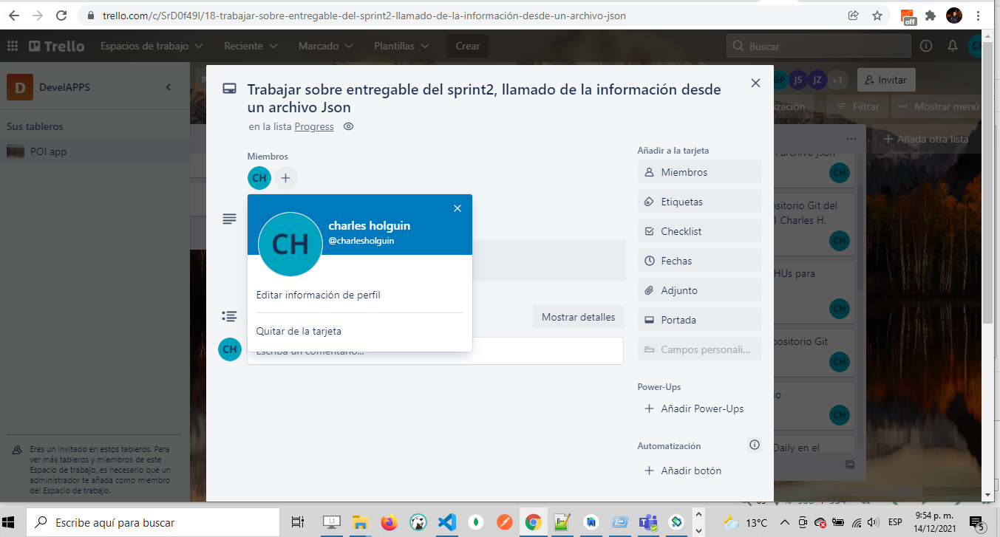 trello.com/c/SrD0f49I/18-trabajar-sobre-entregable-del-sprint2-llamado-de-la-información-desde-un-archivo-json
off
Trello
Espacios de trabajo
Reciente
Marcado
Plantillas
Crear
Buscar
D
DevelAPPS
GP
JS
JZ
+1
Invitar
ización
Filtrar
Mostrar menú
Sus tableros
POI app
Añada otra lista
Trabajar sobre entregable del sprint2, llamado de la información desde
un archivo Json
en la lista Progress
Miembros
CH
CH
charles holguin
@charlesholguin
Editar información de perfil
Quitar de la tarjeta
Mostrar detalles
CH
Escriba un comentario...
Añadir a la tarjeta
Miembros
Etiquetas
Checklist
Fechas
Adjunto
Portada
Campos personali...
Power-Ups
Añadir Power-Ups
Automatización
Añadir botón
archivo Json
CH
ositorio Git del
1 Charles H.
CH
HUs para
CH
ositorio Git
CH
io
CH
Daily en el
Eres un invitado en estos tableros. Para
ver más tableros y miembros de este
Espacio de trabajo, es necesario que un
administrador te añada como miembro
del Espacio de trabajo.
Escribe aquí para buscar
13°C
ESP
9:54 p. m.
14/12/2021
5